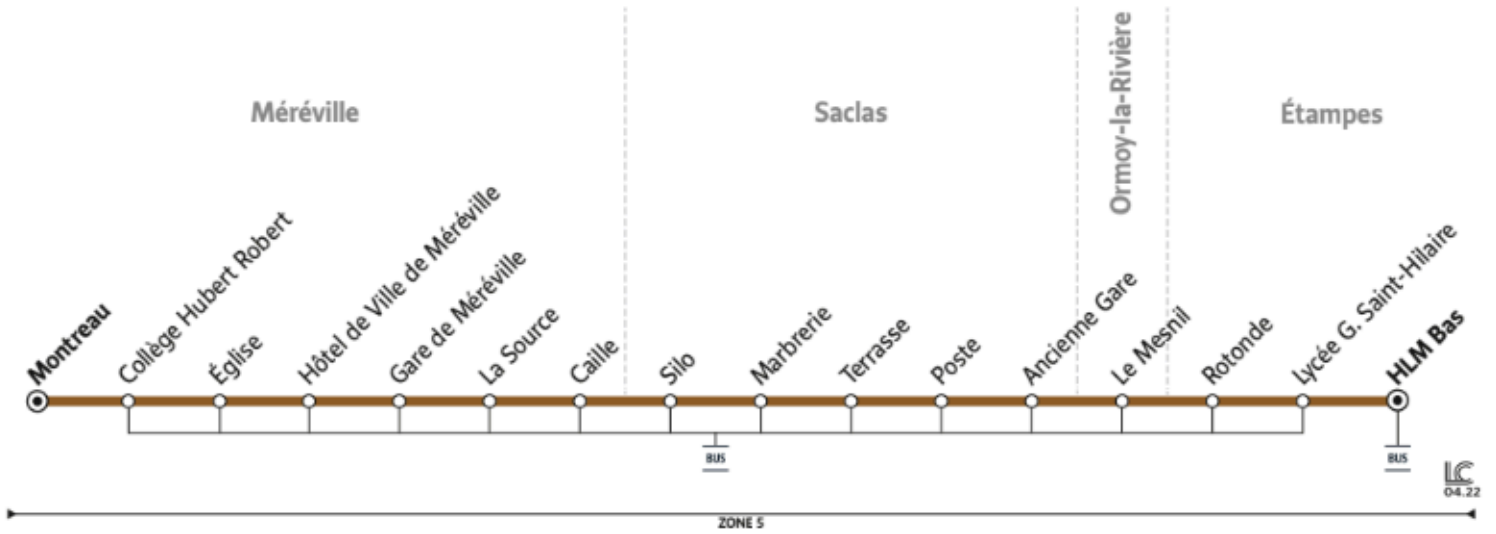 Méréville
Saclas
Ormoy-la-Rivière
Étampes
Montreau
Collège Hubert Robert
Église
Hôtel de Ville de Méréville
Gare de Méréville
La Source
Caille
Silo
Marbrerie
Terrasse
Poste
Ancienne Gare
Le Mesnil
Rotonde
Lycée G. Saint-Hilaire
HLM Bas
BUS
BUS
LC
04.22
ZONE 5